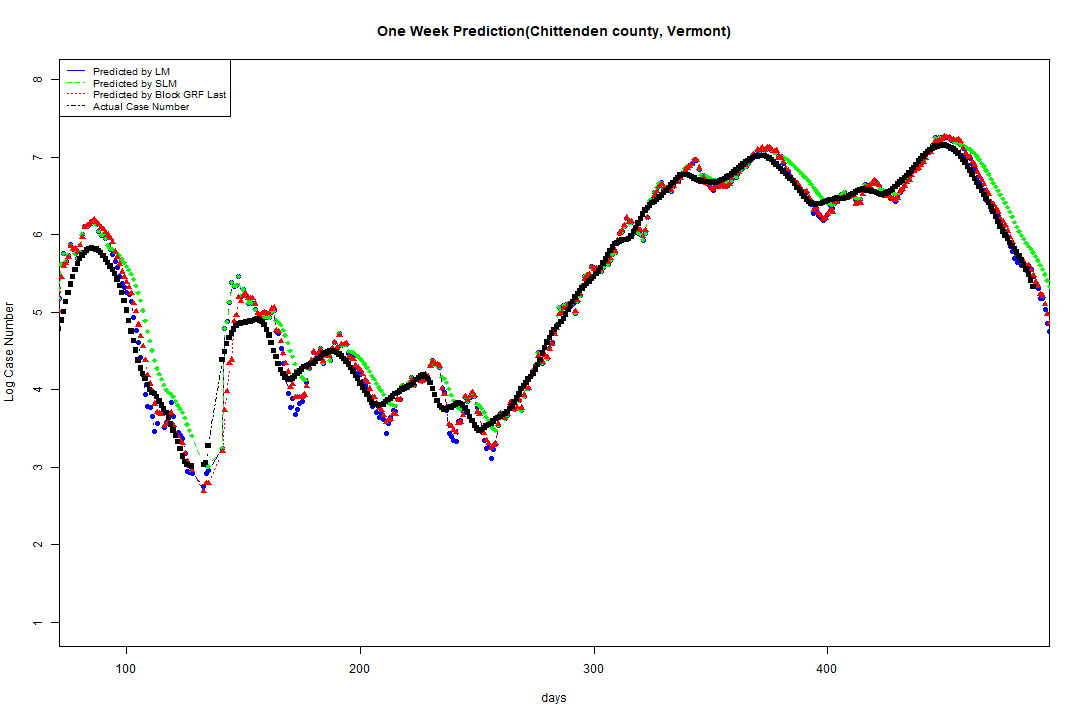 One Week Prediction(Chittenden county, Vermont)
Predicted by LM
Predicted by SLM
Predicted by Block GRF Last
Actual Case Number
8
7
6
5
4
3
2
1
Log Case Number
100
200
300
400
days